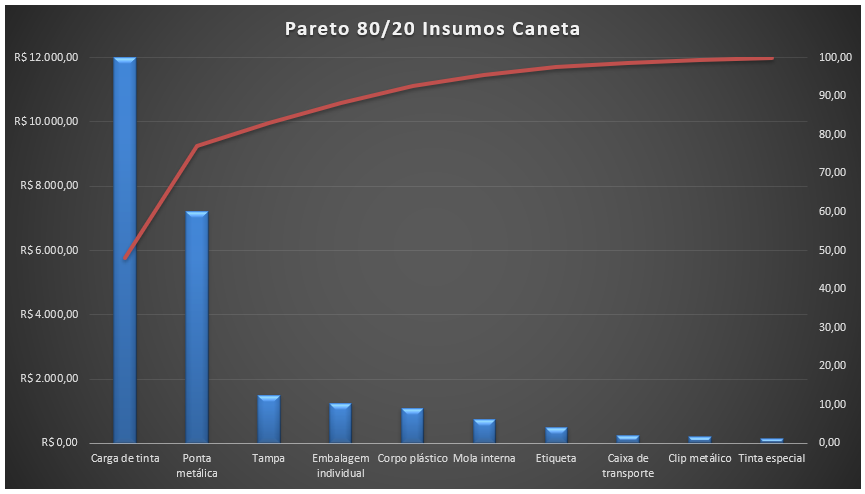 Pareto 80/20 Insumos Caneta
R$ 12.000,00
R$ 10.000,00
R$ 8.000,00
R$ 6.000,00
R$ 4.000,00
R$ 2.000,00
R$ 0,00
100,00
90,00
80,00
70,00
60,00
50,00
40,00
30,00
20,00
10,00
0,00
Carga de tinta
Ponta
metálica
Tampa
Embalagem
individual
Corpo plástico
Mola interna
Etiqueta
Caixa de
transporte
Clip metálico
Tinta especial